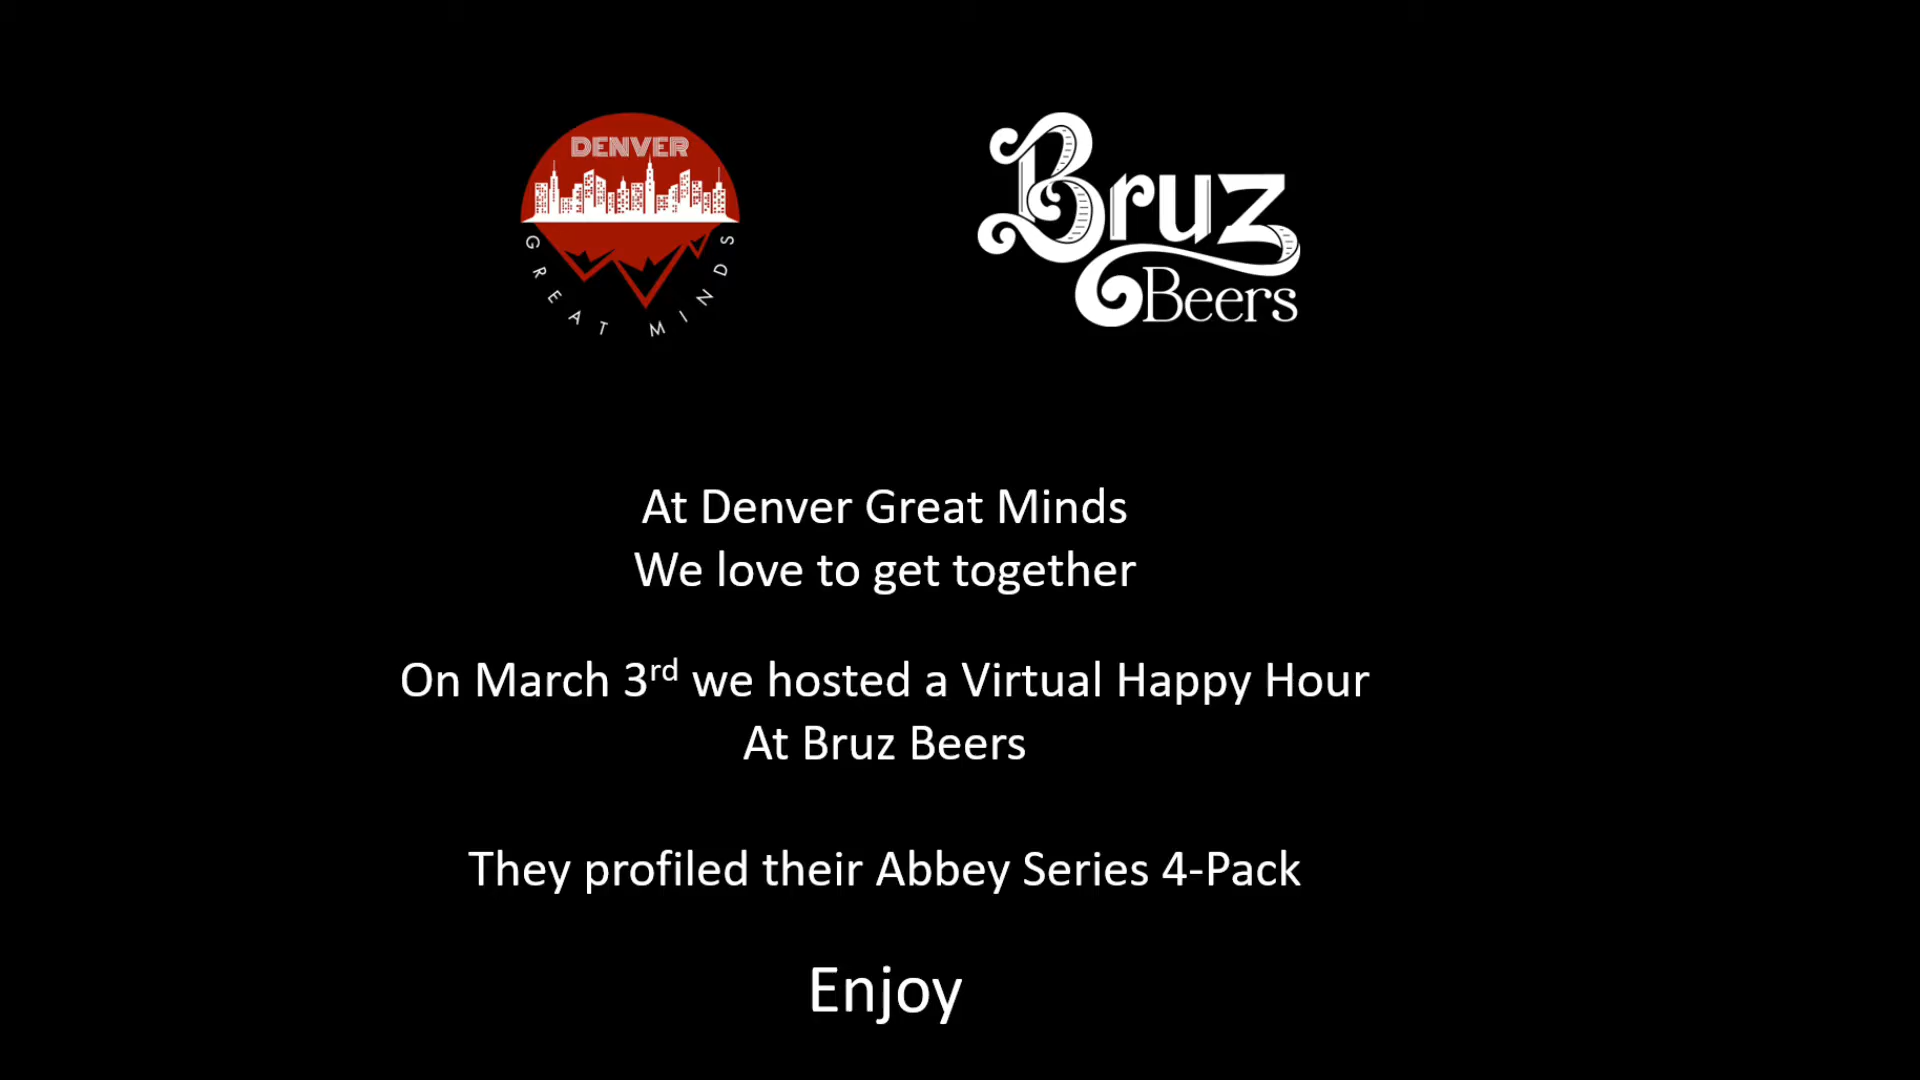 DENVER
GREAT MINDS
Bruz
Beers
At Denver Great Minds
We love to get together
On March 3rd we hosted a Virtual Happy Hour
At Bruz Beers
They profiled their Abbey Series 4-Pack
Enjoy